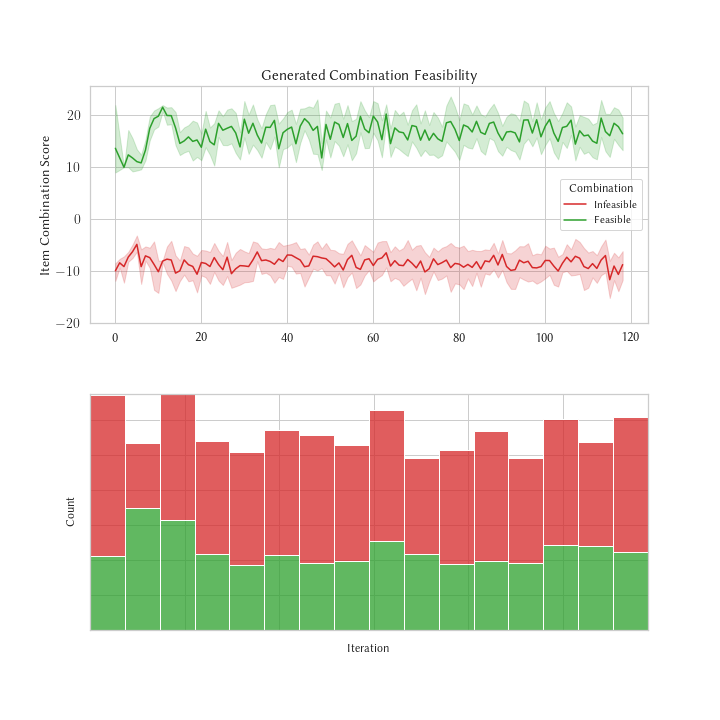 Generated Combination Feasibility
Item Combination Score
20
10
0
−10
−20
Combination
Infeasible
Feasible
0 20 40 60 80 100 120
Count
Iteration